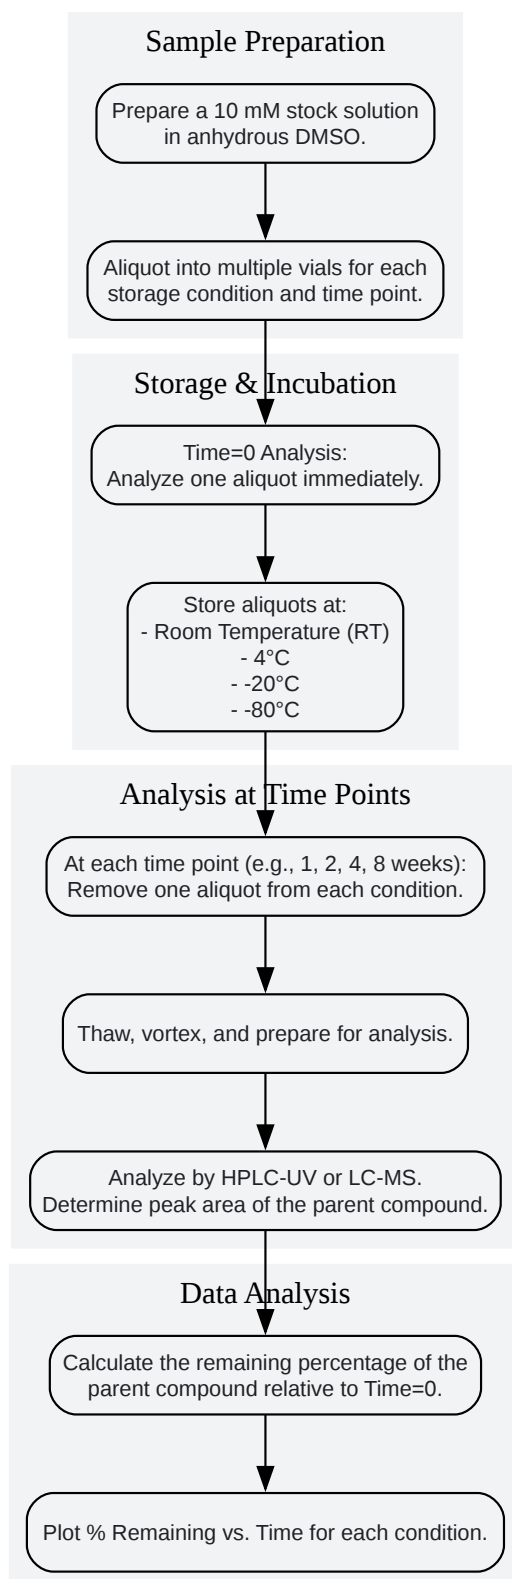 Sample Preparation
Prepare a 10 mM stock solution
in anhydrous DMSO.
Aliquot into multiple vials for each
storage condition and time point.
Storage & Incubation
Time=0 Analysis:
Analyze one aliquot immediately.
Store aliquots at:
- Room Temperature (RT)
- 4°C
- -20°C
- -80°C
Analysis at Time Points
At each time point (e.g., 1, 2, 4, 8 weeks):
Remove one aliquot from each condition.
Thaw, vortex, and prepare for analysis.
Analyze by HPLC-UV or LC-MS.
Determine peak area of the parent compound.
Data Analysis
Calculate the remaining percentage of the
parent compound relative to Time=0.
Plot % Remaining vs. Time for each condition.